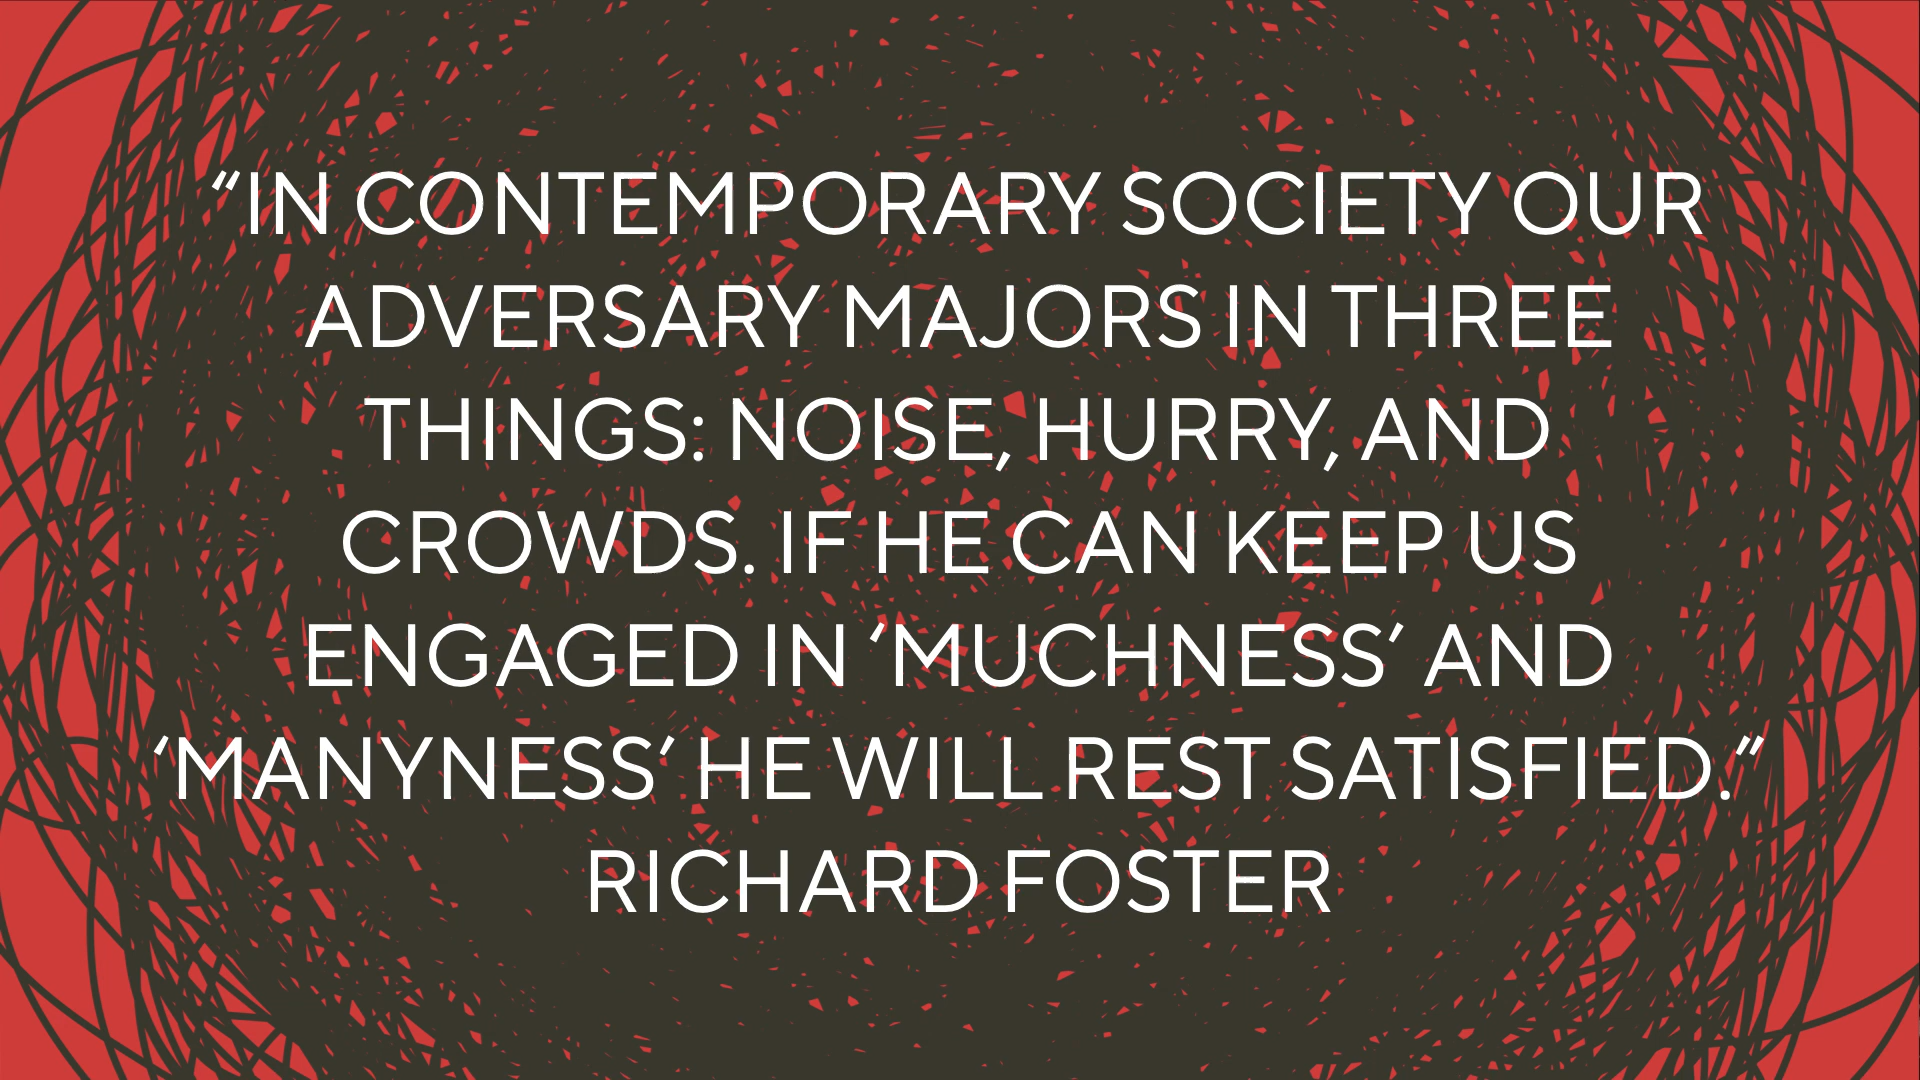 “IN CONTEMPORARY SOCIETY OUR
ADVERSARY MAJORS IN THREE
THINGS: NOISE, HURRY, AND
CROWDS. IF HE CAN KEEP US
ENGAGED IN ‘MUCHNESS’ AND
‘MANYNESS’ HE WILL REST SATISFIED.”
RICHARD FOSTER